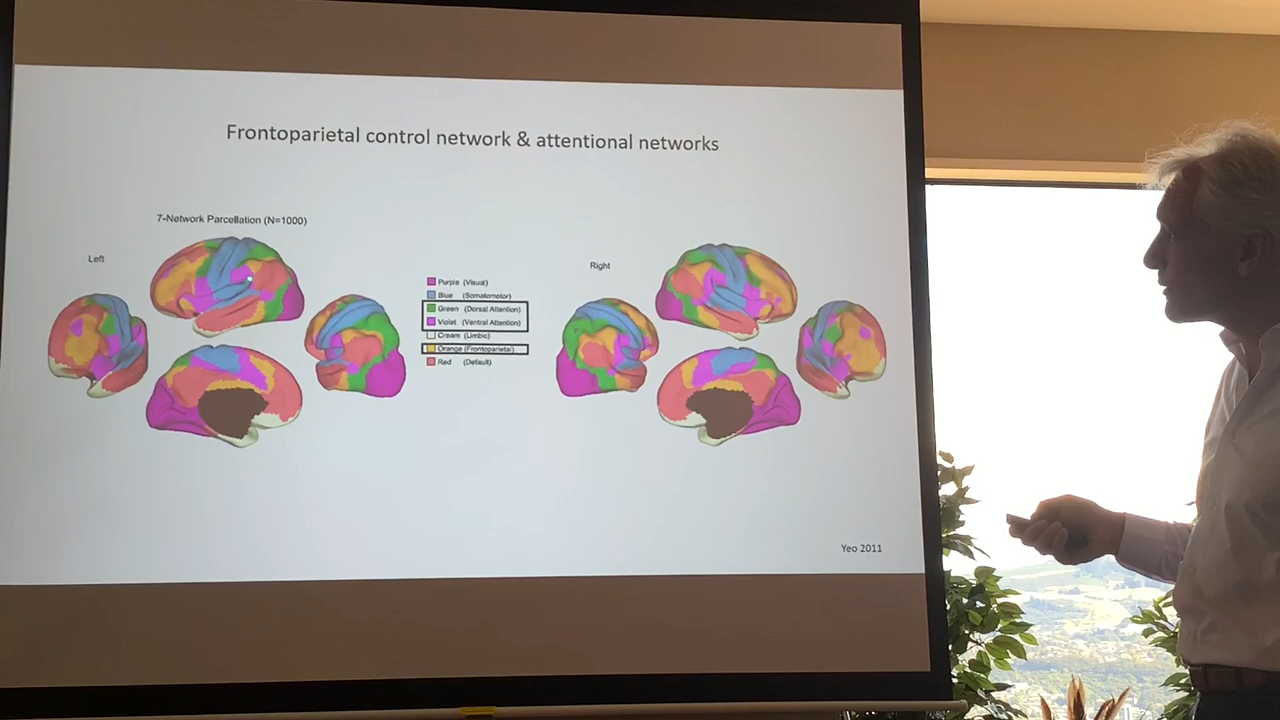 Frontoparietal control network & attentional networks
7-Network Parcellation (N=1000)
Left
Right
Purple (Visual)
Blue (Somatomotor)
Green (Dorsal Attention)
Violet (Ventral Attention)
Cream (Limbic)
Orange (Frontoparietal)
Red (Default)
Yeo 2011